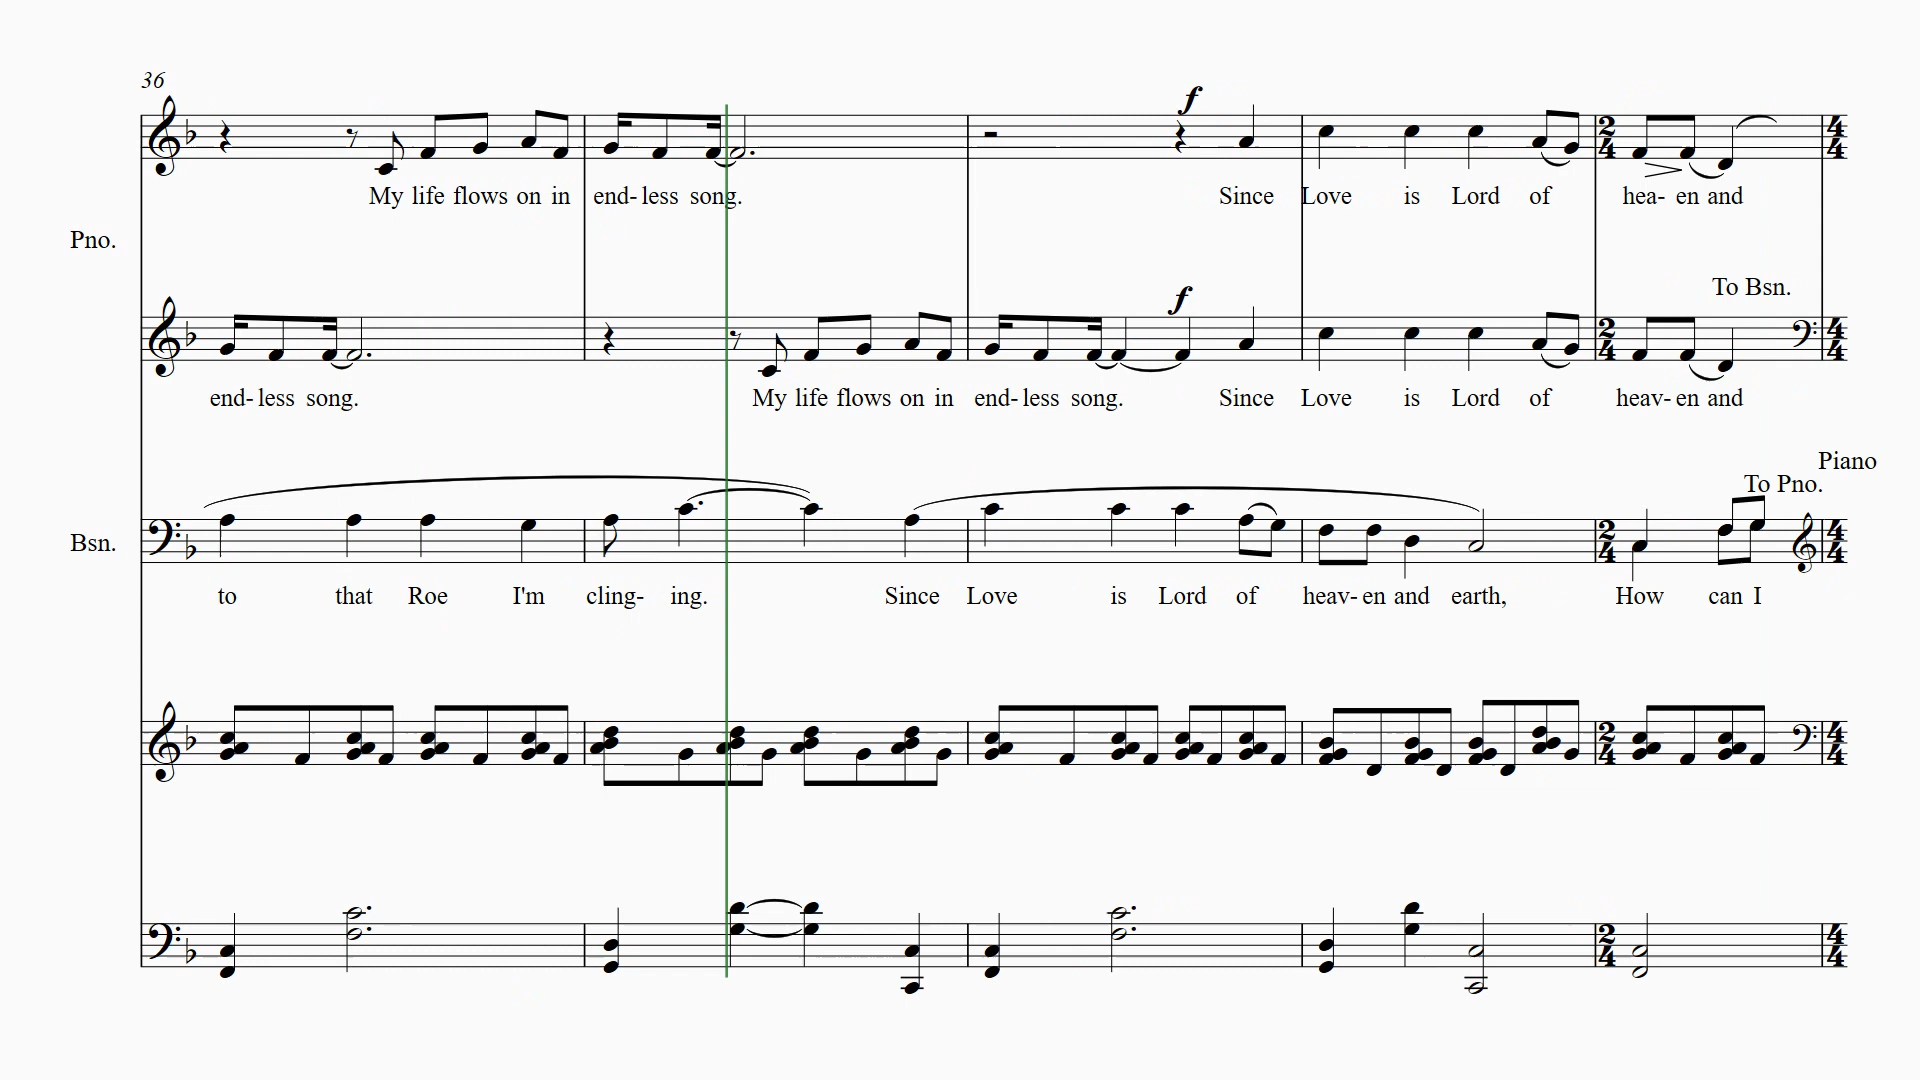 36
f
My life flows on in end- less song. Since Love is Lord of hea- en and
Pno.
To Bsn.
f
end- less song. My life flows on in end- less song. Since Love is Lord of heav- en and
Piano
To Pno.
Bsn.
to that Roe I'm cling- ing. Since Love is Lord of heav- en and earth, How can I